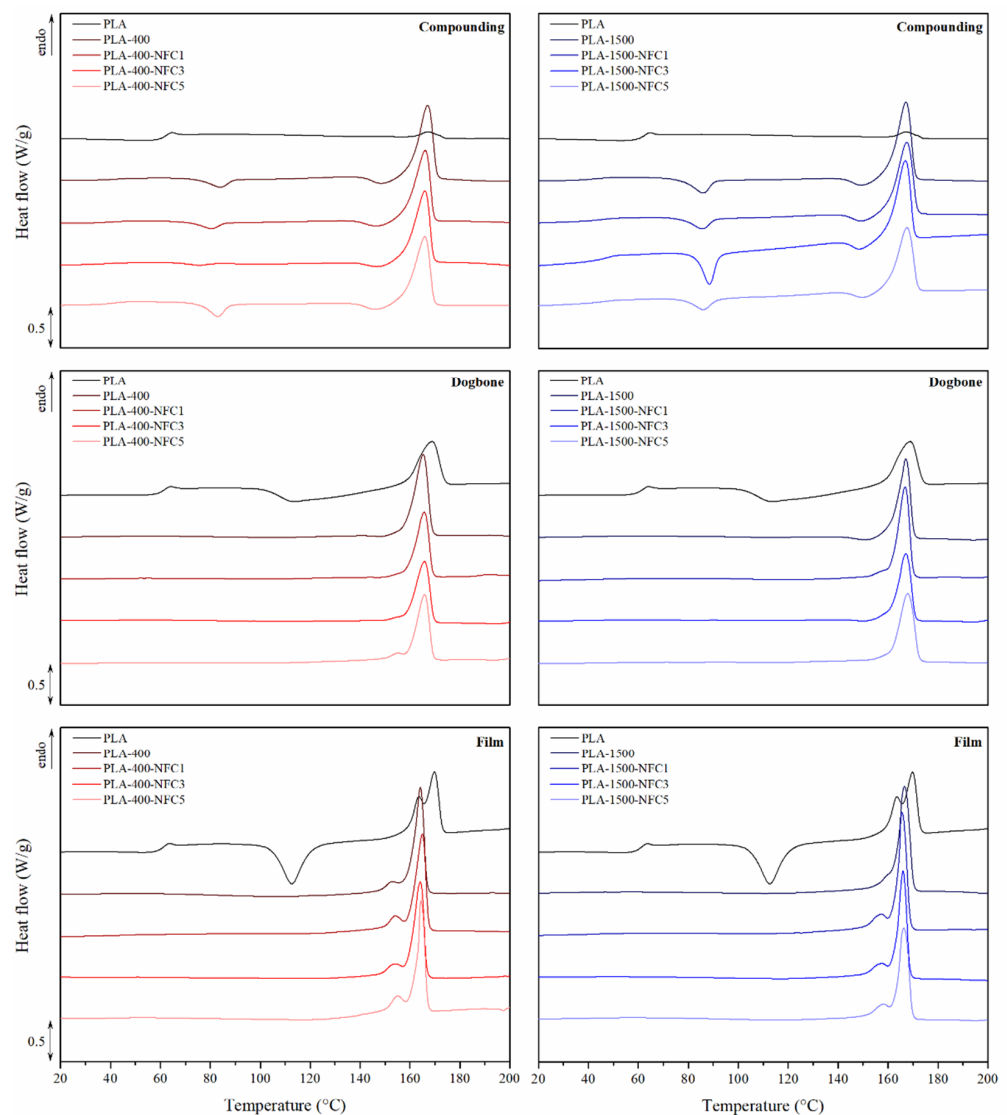 endo
PLA
PLA-400
PLA-400-NFC1
PLA-400-NFC3
PLA-400-NFC5
Compounding
Heat flow (W/g)
0.5
endo
PLA
PLA-1500
PLA-1500-NFC1
PLA-1500-NFC3
PLA-1500-NFC5
Compounding
endo
PLA
PLA-400
PLA-400-NFC1
PLA-400-NFC3
PLA-400-NFC5
Dogbone
Heat flow (W/g)
0.5
PLA
PLA-1500
PLA-1500-NFC1
PLA-1500-NFC3
PLA-1500-NFC5
Dogbone
endo
PLA
PLA-400
PLA-400-NFC1
PLA-400-NFC3
PLA-400-NFC5
Film
Heat flow (W/g)
0.5
20 40 60 80 100 120 140 160 180 200
Temperature (°C)
PLA
PLA-1500
PLA-1500-NFC1
PLA-1500-NFC3
PLA-1500-NFC5
Film
20 40 60 80 100 120 140 160 180 200
Temperature (°C)